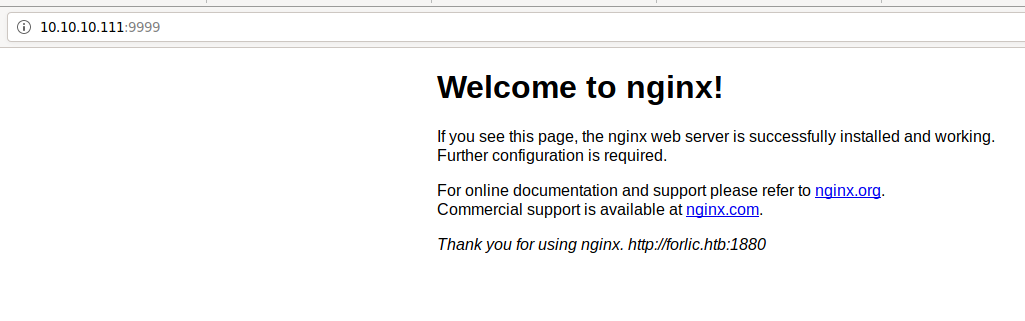 10.10.10.111:9999
Welcome to nginx!
If you see this page, the nginx web server is successfully installed and working.
Further configuration is required.
For online documentation and support please refer to nginx.org.
Commercial support is available at nginx.com.
Thank you for using nginx. http://forlic.htb:1880